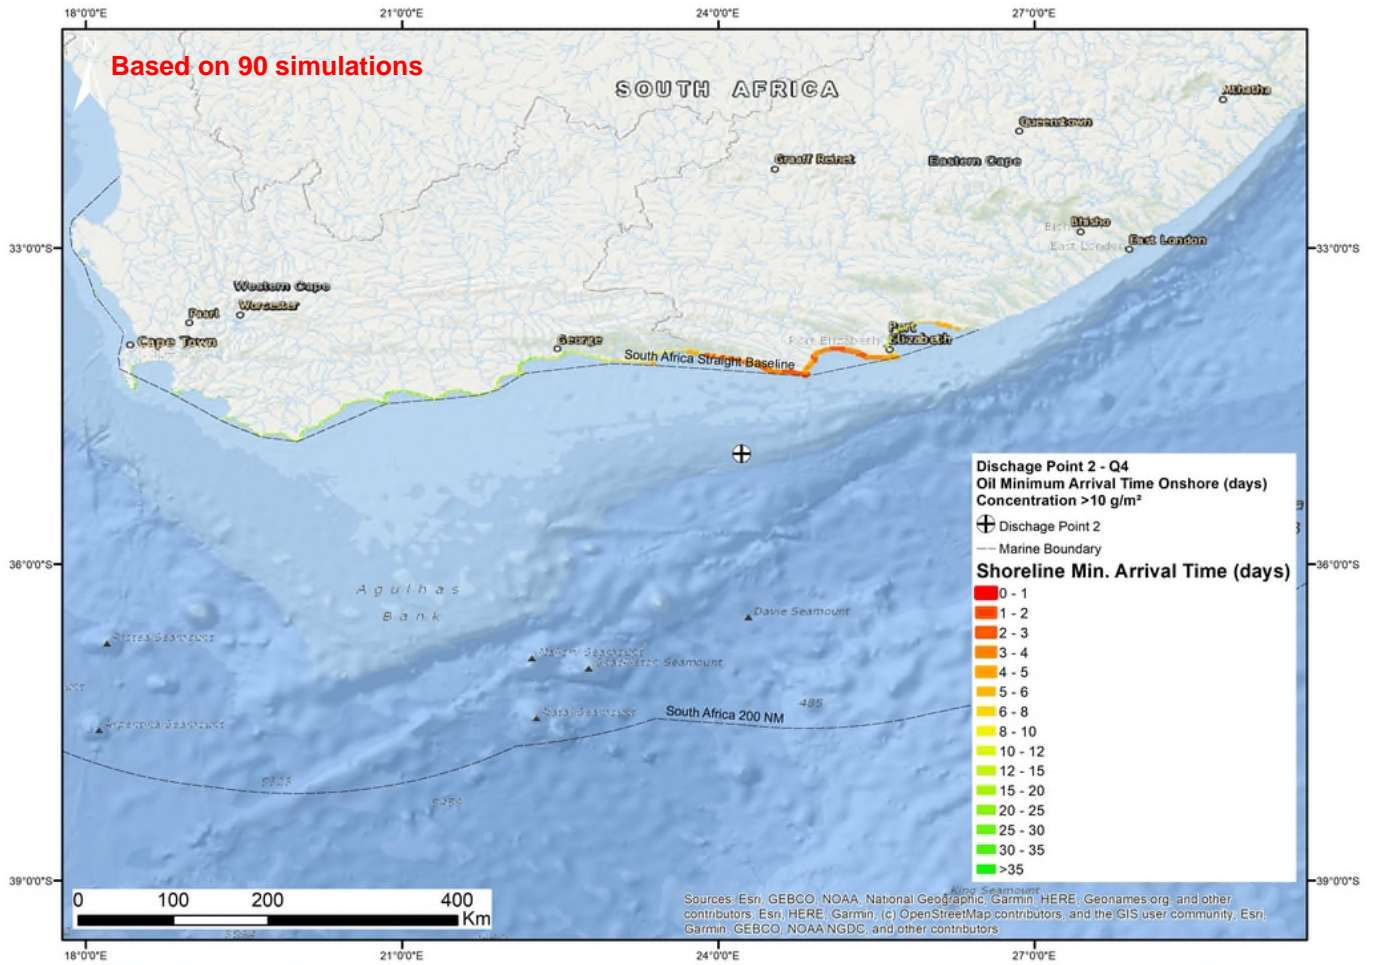 18°0'0"E 21°0'0"E 24°0'0"E 27°0'0"E
N
Based on 90 simulations
SOUTH AFRICA
Mthatha
Queenstown
Graaff Reinet
Eastern Cape
Bhisho
East London
East London
33°0'0"S
33°0'0"S
Western Cape
Worcester
Paarl
Cape Town
George
Port Elizabeth
Port
Elizabeth
South Africa Straight Baseline
Dischage Point 2 - Q4
Oil Minimum Arrival Time Onshore (days)
Concentration >10 g/m²
Dischage Point 2
Marine Boundary
Shoreline Min. Arrival Time (days)
0 - 1
1 - 2
2 - 3
3 - 4
4 - 5
5 - 6
6 - 8
8 - 10
10 - 12
12 - 15
15 - 20
20 - 25
25 - 30
30 - 35
>35
36°0'0"S
36°0'0"S
Agulhas
Bank
Davie Seamount
Seamount
Seamount
South Africa 200 NM
485
39°0'0"S
39°0'0"S
King Seamount
0 100 200 400
Km
Sources: Esri, GEBCO, NOAA, National Geographic, Garmin, HERE, Geonames.org, and other
contributors, Esri, HERE, Garmin, (c) OpenStreetMap contributors, and the GIS user community, Esri,
Garmin, GEBCO, NOAA NGDC, and other contributors
18°0'0"E 21°0'0"E 24°0'0"E 27°0'0"E